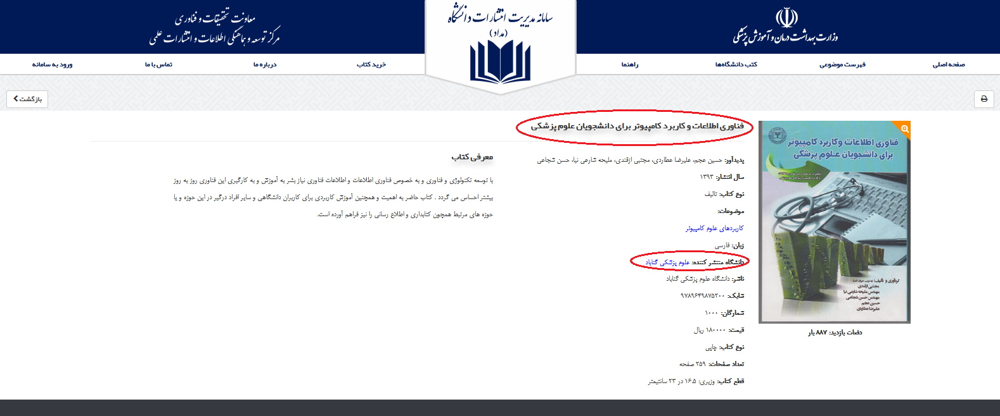 وزارت بهداشت درمان و آموزش پزشکی
سامانه مدیریت انتشارات دانشگاه
(مداد)
معاونت تحقیقات و فناوری
مرکز توسعه و هماهنگی اطلاعات و انتشارات علمی
صفحه اصلی
فهرست موضوعی
کتب دانشگاه‌ها
راهنما
خرید کتاب
درباره ما
تماس با ما
ورود به سامانه
بازگشت
فناوری اطلاعات و کاربرد کامپیوتر برای دانشجویان علوم پزشکی
پدیدآور: حسین عجم، علیرضا عطاردی، مجتبی ازقندی، ملیحه شارعی نیا، حسن شجاعی
سال انتشار: ۱۳۹۳
نوع کتاب: تالیف
موضوعات:
کاربردهای علوم کامپیوتر
زبان: فارسی
دانشگاه منتشر کننده: علوم پزشکی گناباد
ناشر: دانشگاه علوم پزشکی گناباد
شابک: ۹۷۸۹۶۴۹۸۷۵۲۰۰
شمارگان: ۱۰۰۰
قیمت: ۱۸۰۰۰۰ ریال
نوع کتاب: چاپی
تعداد صفحات: ۲۵۹ صفحه
قطع کتاب: وزیری: ۱۶.۵ در ۲۳ سانتیمتر
معرفی کتاب
با توسعه تکنولوژی و فناوری و به خصوص فناوری اطلاعات و اطلاعات فناوری نیاز بشر به آموزش و به کارگیری این فناوری روز به روز
بیشتر احساس می گردد . کتاب حاضر به اهمیت و همچنین آموزش کاربردی برای کاربران دانشگاهی و سایر افراد درگیر در این حوزه و یا
حوزه های مرتبط همچون کتابداری و اطلاع رسانی را نیز فراهم آورده است.
فناوری اطلاعات و کاربرد کامپیوتر
برای دانشجویان علوم پزشکی
گردآوری و تألیف:
مجتبی ازقندی
مهندس ملیحه شارعی نیا
مهندس حسن شجاعی
حسین عجم
علیرضا عطاردی
دفعات بازدید: ۸۸۷ بار